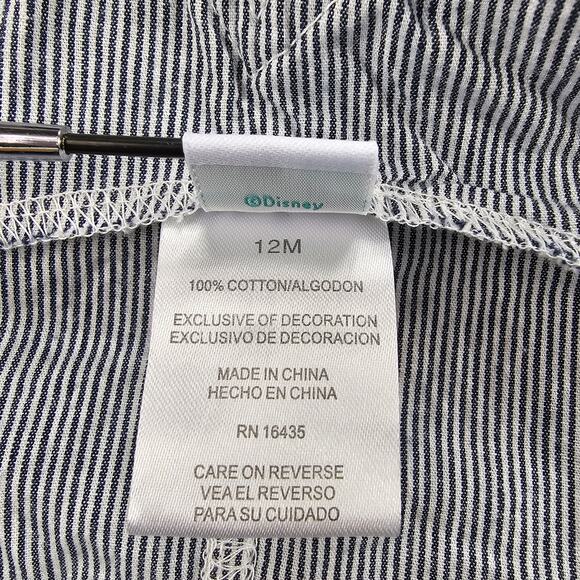 ©Disney
12M
100% COTTON/ALGODON
EXCLUSIVE OF DECORATION
EXCLUSIVO DE DECORACION
MADE IN CHINA
HECHO EN CHINA
RN 16435
CARE ON REVERSE
VEA EL REVERSO
PARA SU CUIDADO